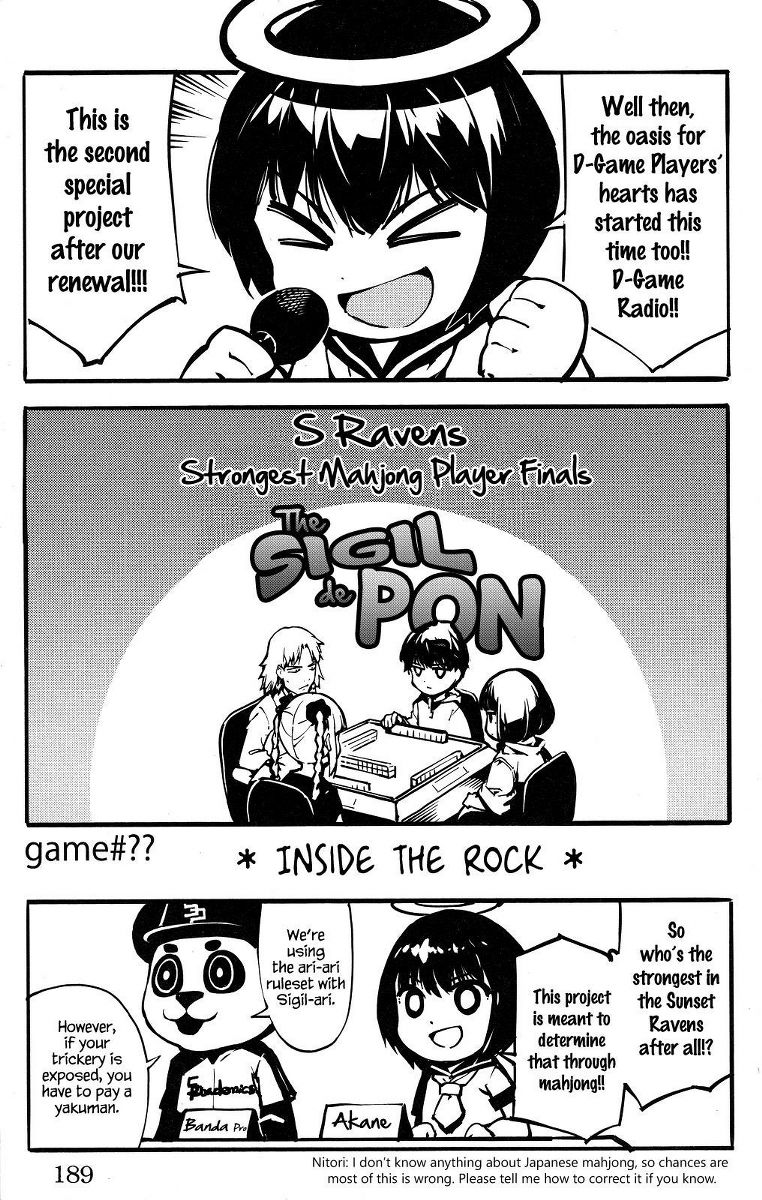 Well then,
the oasis for
D-Game Players'
hearts has
started this
time too!!
D-Game
Radio!!
This is
the second
special
project
after our
renewal!!!
S Ravens
Strongest Mahjong Player Finals
The
SIGIL
de
PON
game#??
* INSIDE THE ROCK *
So
who's the
strongest in
the Sunset
Ravens
after all!?
This project
is meant to
determine
that through
mahjong!!
We're
using
the ari-ari
ruleset with
Sigil-ari.
However,
if your
trickery is
exposed, you
have to pay a
yakuman.
Banda Pro
Akane
189
Nitori: I don't know anything about Japanese mahjong, so chances are
most of this is wrong. Please tell me how to correct it if you know.